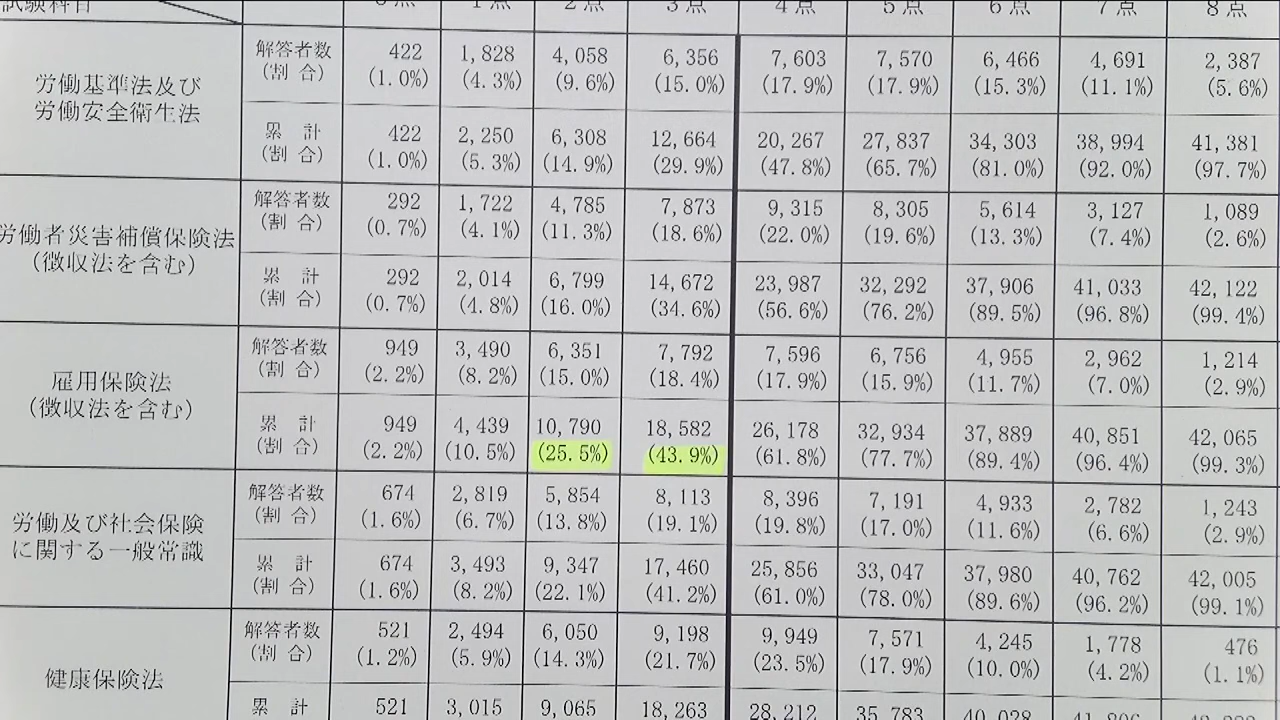 試験科目 0点 1点 2点 3点 4点 5点 6点 7点 8点
労働基準法及び
労働安全衛生法
解答者数 422 1,828 4,058 6,356 7,603 7,570 6,466 4,691 2,387
(割合) (1.0%) (4.3%) (9.6%) (15.0%) (17.9%) (17.9%) (15.3%) (11.1%) (5.6%)
累計 422 2,250 6,308 12,664 20,267 27,837 34,303 38,994 41,381
(割合) (1.0%) (5.3%) (14.9%) (29.9%) (47.8%) (65.7%) (81.0%) (92.0%) (97.7%)
労働者災害補償保険法
(徴収法を含む)
解答者数 292 1,722 4,785 7,873 9,315 8,305 5,614 3,127 1,089
(割合) (0.7%) (4.1%) (11.3%) (18.6%) (22.0%) (19.6%) (13.3%) (7.4%) (2.6%)
累計 292 2,014 6,799 14,672 23,987 32,292 37,906 41,033 42,122
(割合) (0.7%) (4.8%) (16.0%) (34.6%) (56.6%) (76.2%) (89.5%) (96.8%) (99.4%)
雇用保険法
(徴収法を含む)
解答者数 949 3,490 6,351 7,792 7,596 6,756 4,955 2,962 1,214
(割合) (2.2%) (8.2%) (15.0%) (18.4%) (17.9%) (15.9%) (11.7%) (7.0%) (2.9%)
累計 949 4,439 10,790 18,582 26,178 32,934 37,889 40,851 42,065
(割合) (2.2%) (10.5%) (25.5%) (43.9%) (61.8%) (77.7%) (89.4%) (96.4%) (99.3%)
労働及び社会保険
に関する一般常識
解答者数 674 2,819 5,854 8,113 8,396 7,191 4,933 2,782 1,243
(割合) (1.6%) (6.7%) (13.8%) (19.1%) (19.8%) (17.0%) (11.6%) (6.6%) (2.9%)
累計 674 3,493 9,347 17,460 25,856 33,047 37,980 40,762 42,005
(割合) (1.6%) (8.2%) (22.1%) (41.2%) (61.0%) (78.0%) (89.6%) (96.2%) (99.1%)
健康保険法
解答者数 521 2,494 6,050 9,198 9,949 7,571 4,245 1,778 476
(割合) (1.2%) (5.9%) (14.3%) (21.7%) (23.5%) (17.9%) (10.0%) (4.2%) (1.1%)
累計 521 3,015 9,065 18,263 28,212 35,783 40,028